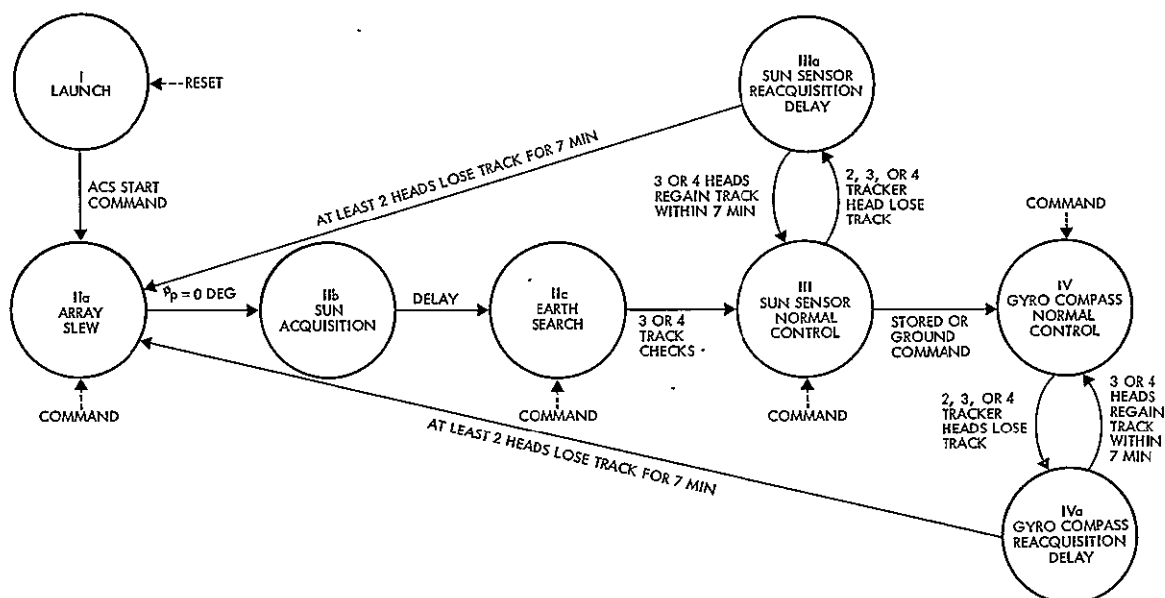 I
LAUNCH
RESET
ACS START
COMMAND
IIIa
SUN SENSOR
REACQUISITION
DELAY
AT LEAST 2 HEADS LOSE TRACK FOR 7 MIN
3 OR 4 HEADS
REGAIN TRACK
WITHIN 7 MIN
2, 3, OR 4
TRACKER
HEAD LOSE
TRACK
COMMAND
IIa
ARRAY
SLEW
βp = 0 DEG
IIb
SUN
ACQUISITION
DELAY
IIc
EARTH
SEARCH
3 OR 4
TRACK
CHECKS
III
SUN SENSOR
NORMAL
CONTROL
STORED OR
GROUND
COMMAND
IV
GYRO COMPASS
NORMAL
CONTROL
COMMAND
COMMAND
COMMAND
AT LEAST 2 HEADS LOSE TRACK FOR 7 MIN
2, 3, OR 4
TRACKER
HEADS LOSE
TRACK
3 OR 4
HEADS
REGAIN
TRACK
WITHIN
7 MIN
IVa
GYRO COMPASS
REACQUISITION
DELAY